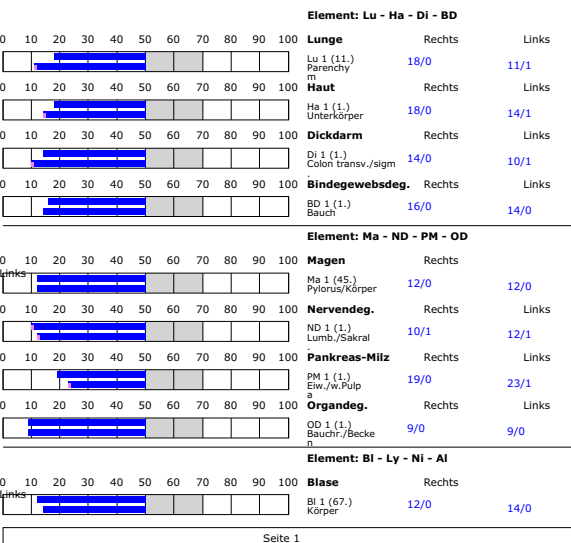 Element: Lu - Ha - Di - BD
0 10 20 30 40 50 60 70 80 90 100 Lunge Rechts Links
Lu 1 (11.) 18/0 11/1
Parenchy
m
0 10 20 30 40 50 60 70 80 90 100 Haut Rechts Links
Ha 1 (1.) 18/0 14/1
Unterkörper
0 10 20 30 40 50 60 70 80 90 100 Dickdarm Rechts Links
Di 1 (1.) 14/0 10/1
Colon transv./sigm
.
0 10 20 30 40 50 60 70 80 90 100 Bindegewebsdeg. Rechts Links
BD 1 (1.) 16/0 14/0
Bauch
Element: Ma - ND - PM - OD
0 10 20 30 40 50 60 70 80 90 100 Magen Rechts
Links
Ma 1 (45.) 12/0 12/0
Pylorus/Körper
0 10 20 30 40 50 60 70 80 90 100 Nervendeg. Rechts Links
ND 1 (1.) 10/1 12/1
Lumb./Sakral
.
0 10 20 30 40 50 60 70 80 90 100 Pankreas-Milz Rechts Links
PM 1 (1.) 19/0 23/1
Eiw./w.Pulp
a
0 10 20 30 40 50 60 70 80 90 100 Organdeg. Rechts Links
OD 1 (1.) 9/0 9/0
Bauchr./Becke
n
Element: Bl - Ly - Ni - Al
0 10 20 30 40 50 60 70 80 90 100 Blase Rechts
Links
Bl 1 (67.) 12/0 14/0
Körper
Seite 1